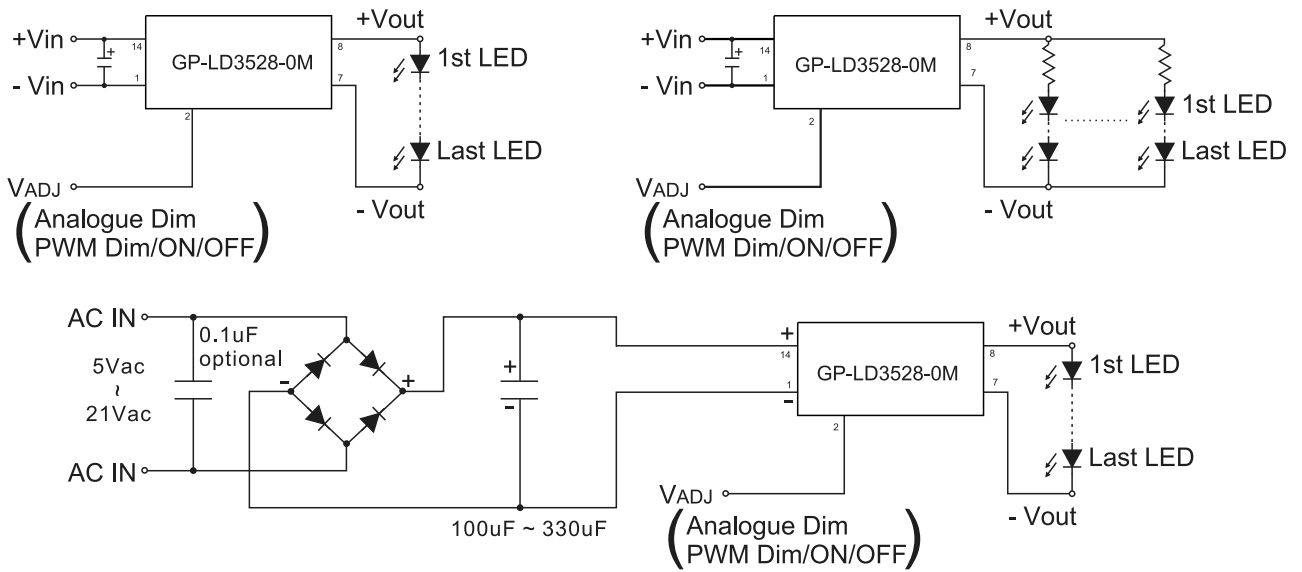 +Vout
+Vin
14
8
+
GP-LD3528-0M
1st LED
- Vin
1
7
2
Last LED
VADJ
- Vout
(Analogue Dim
PWM Dim/ON/OFF)
+Vout
+Vin
14
8
+
GP-LD3528-0M
- Vin
1
7
1st LED
2
Last LED
VADJ
- Vout
(Analogue Dim
PWM Dim/ON/OFF)
AC IN
0.1uF
optional
5Vac
~
21Vac
- +
AC IN
+
-
100uF ~ 330uF
+
14
8
+Vout
GP-LD3528-0M
1st LED
1
-
7
2
Last LED
VADJ
- Vout
(Analogue Dim
PWM Dim/ON/OFF)